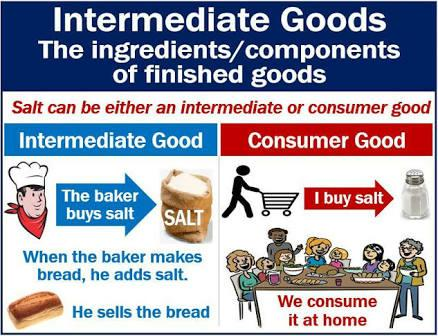 Intermediate Goods
The ingredients/components
of finished goods
Salt can be either an intermediate or consumer good
Intermediate Good
The baker
buys salt
SALT
When the baker makes
bread, he adds salt.
He sells the bread
Consumer Good
I buy salt
We consume
it at home